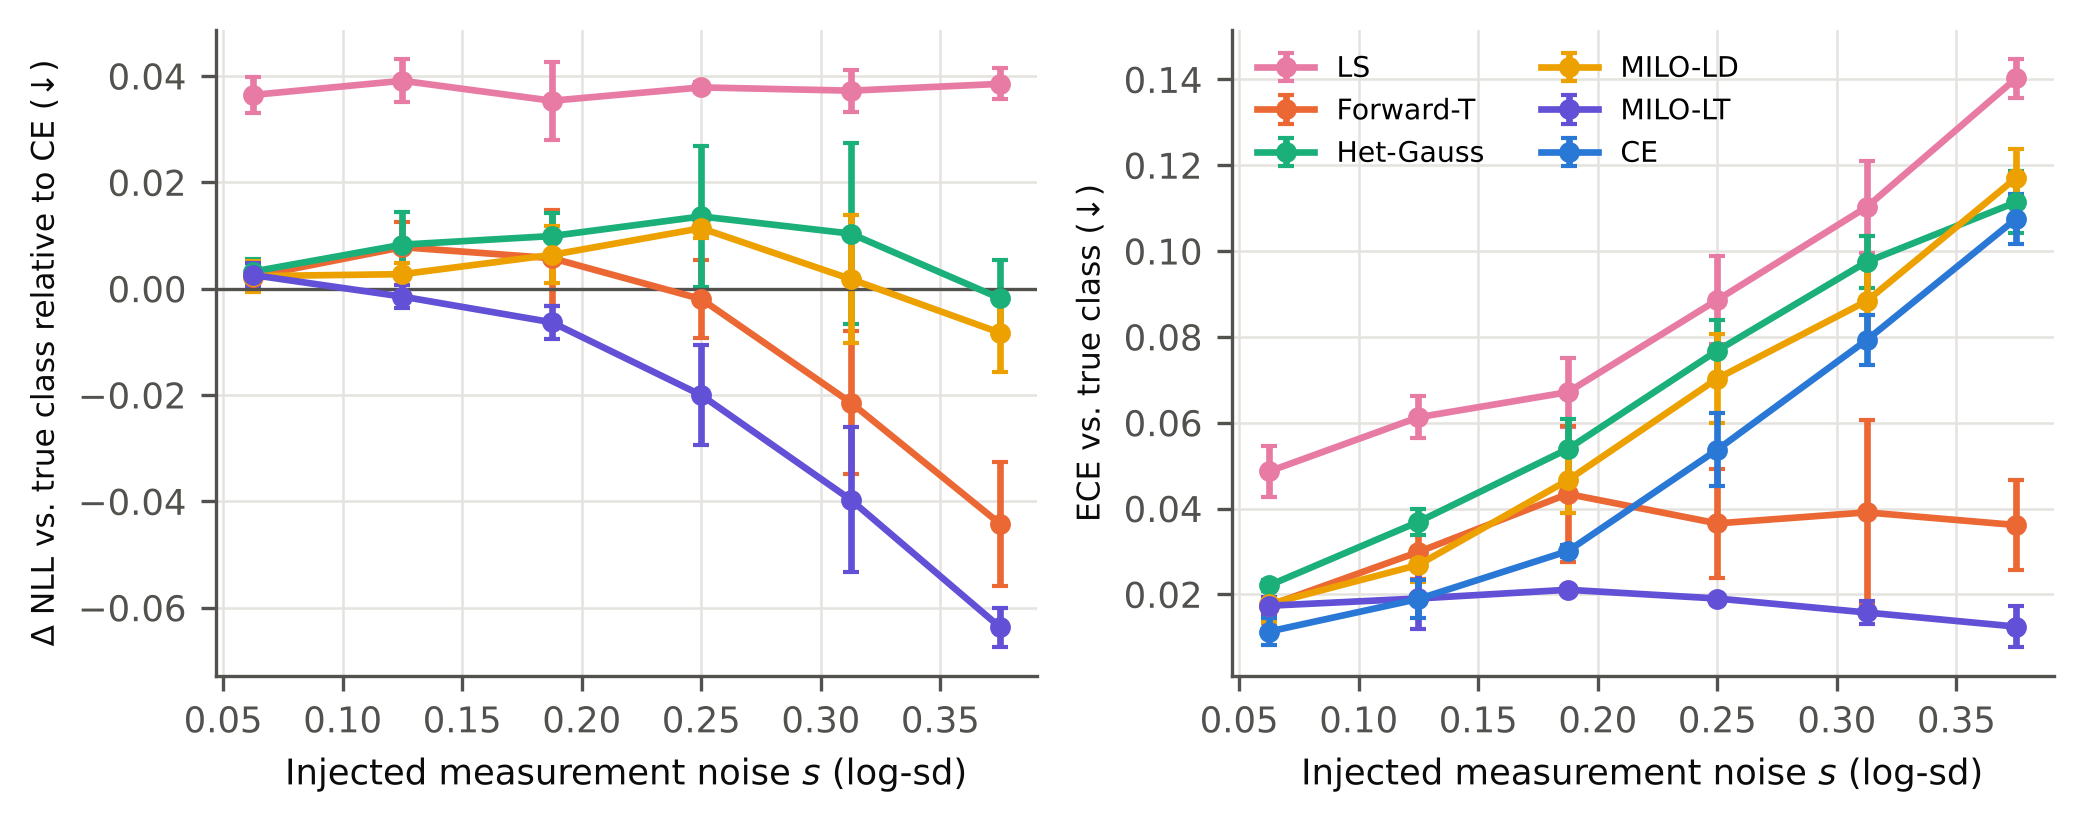 Δ NLL vs. true class relative to CE (↓)
0.04
0.02
0.00
−0.02
−0.04
−0.06
0.05 0.10 0.15 0.20 0.25 0.30 0.35
Injected measurement noise s (log-sd)
ECE vs. true class (↓)
0.14
0.12
0.10
0.08
0.06
0.04
0.02
LS
Forward-T
Het-Gauss
MILO-LD
MILO-LT
CE
0.05 0.10 0.15 0.20 0.25 0.30 0.35
Injected measurement noise s (log-sd)